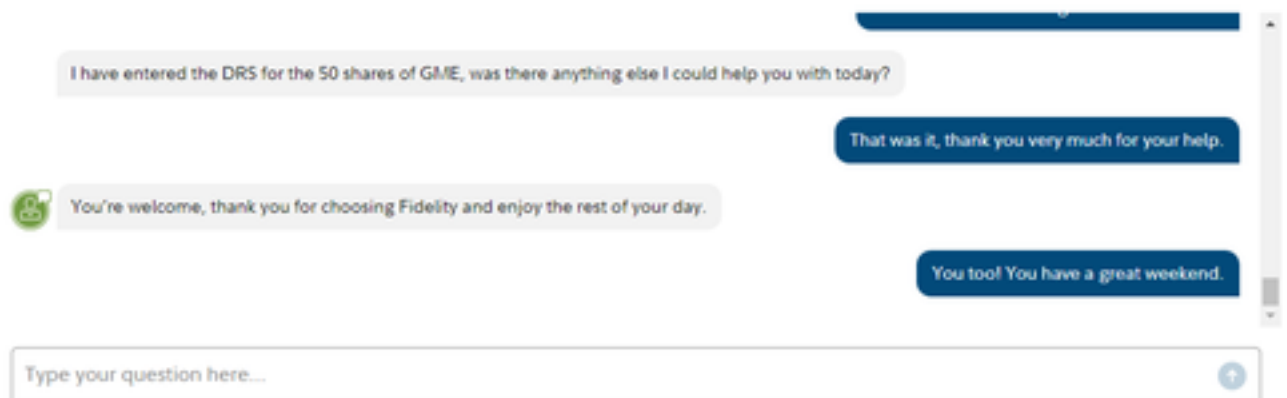 I have entered the DRS for the 50 shares of GME, was there anything else I could help you with today?
That was it, thank you very much for your help.
You're welcome, thank you for choosing Fidelity and enjoy the rest of your day.
You too! You have a great weekend.
Type your question here...